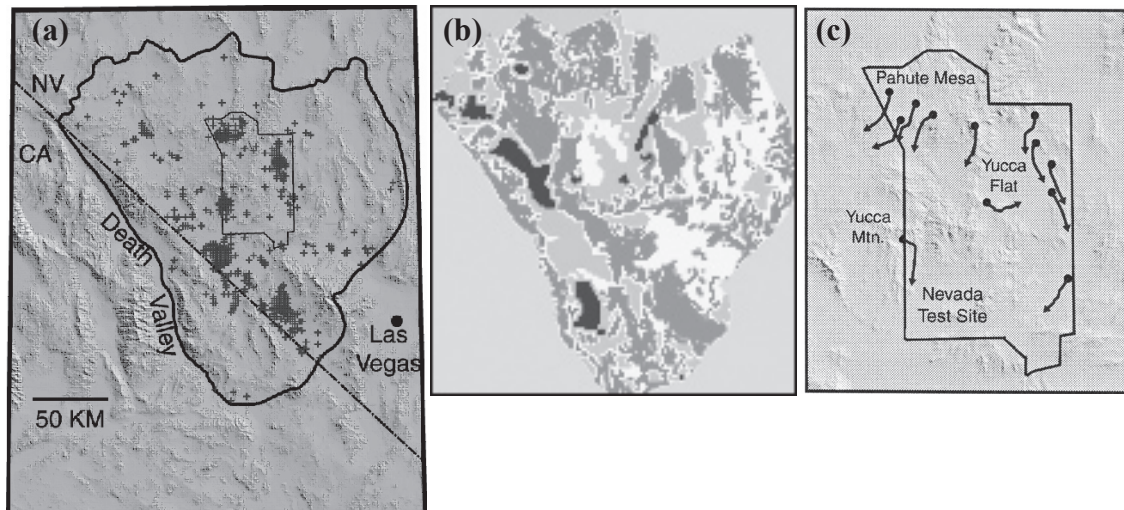 (a)
NV
CA
Death
Valley
Las
Vegas
50 KM
(b)
(c)
Pahute Mesa
Yucca
Flat
Yucca
Mtn.
Nevada
Test Site